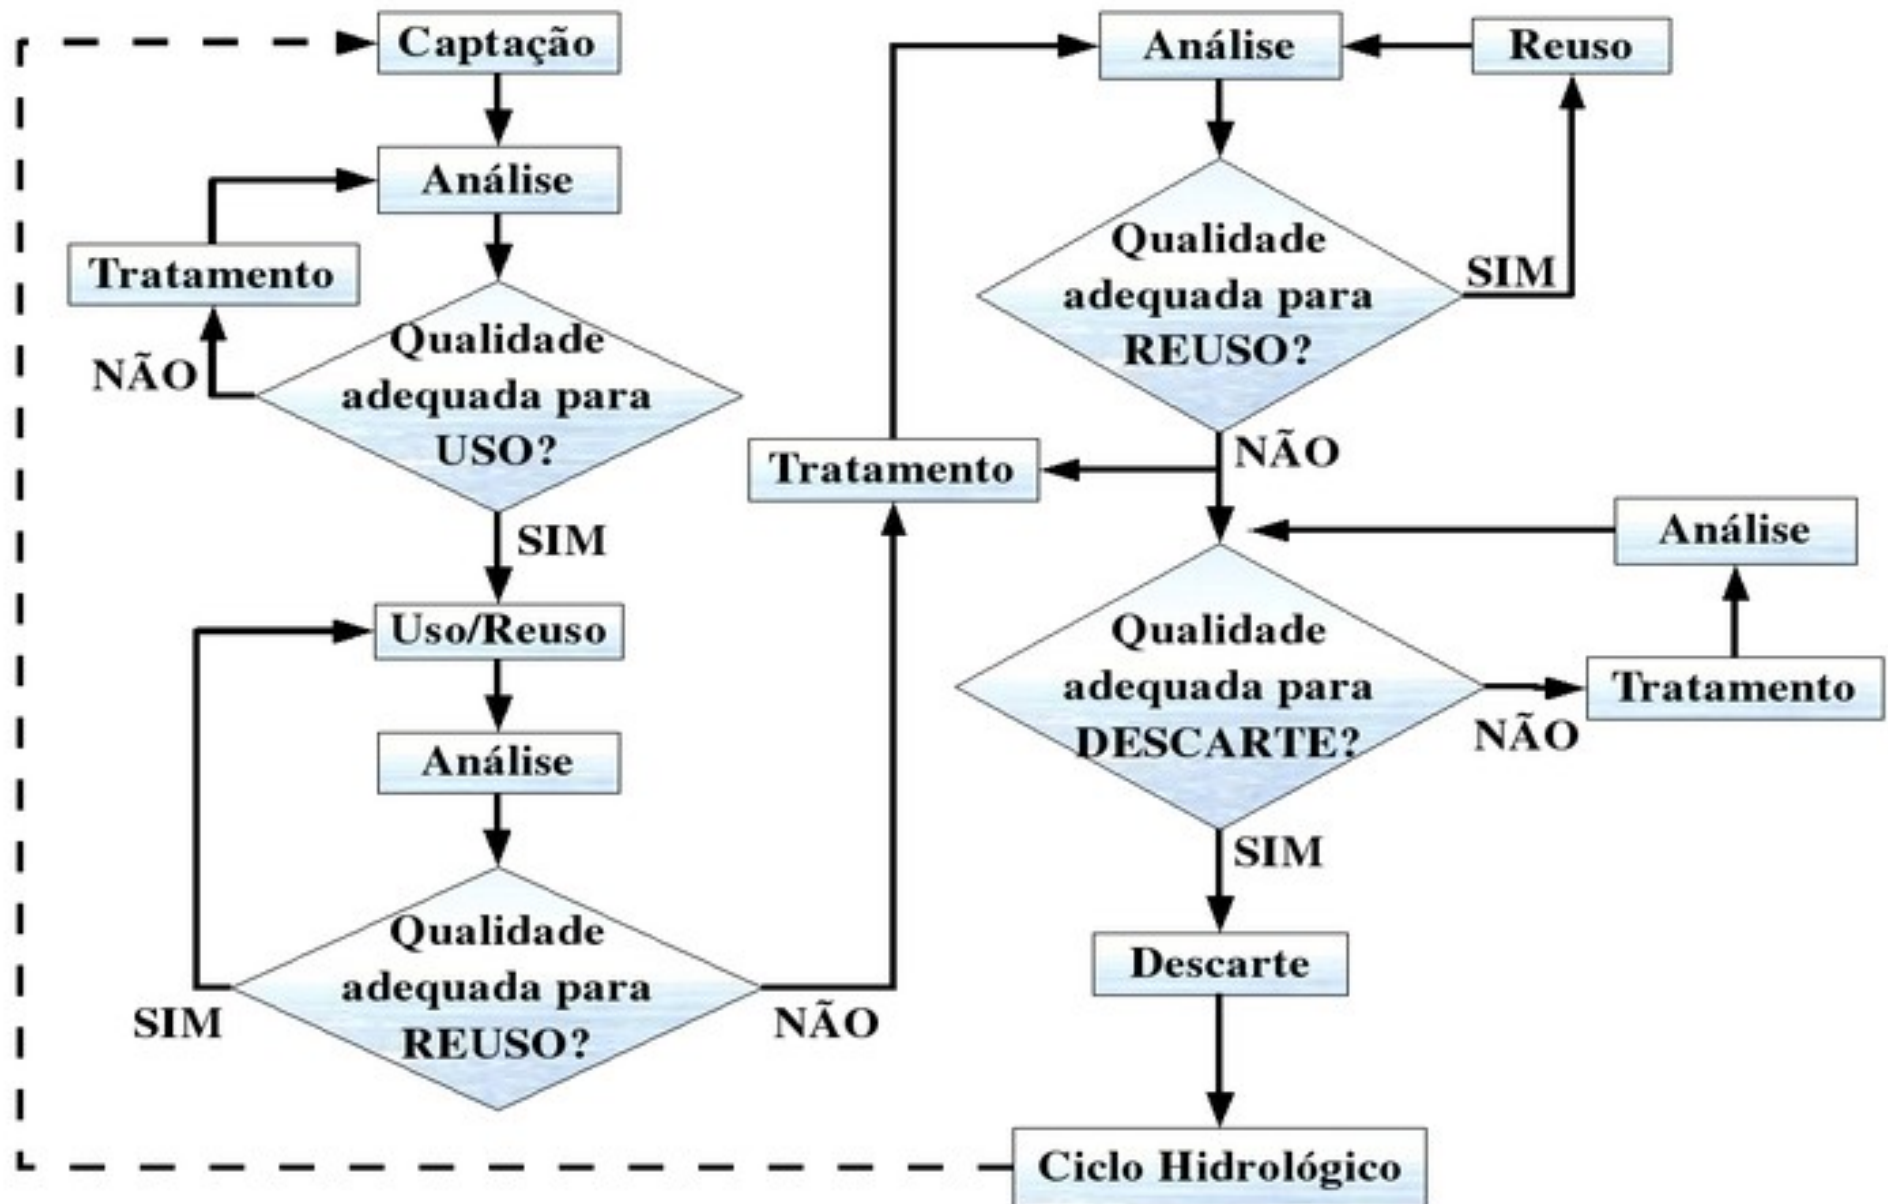 Captação
Análise
Tratamento
NÃO
Qualidade
adequada para
USO?
SIM
Uso/Reuso
Análise
Qualidade
adequada para
REUSO?
SIM
NÃO
Tratamento
Análise
Reuso
Qualidade
adequada para
REUSO?
SIM
NÃO
Análise
Tratamento
Qualidade
adequada para
DESCARTE?
NÃO
SIM
Descarte
Ciclo Hidrológico